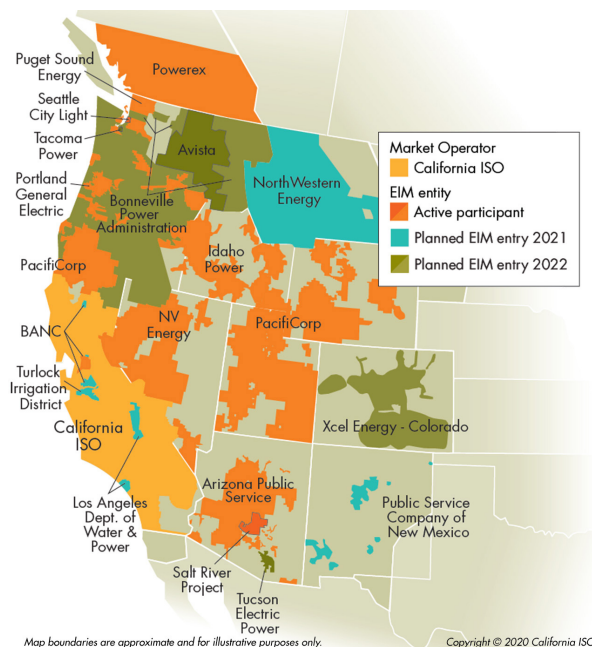 Powerex
Puget Sound
Energy
Seattle
City Light
Tacoma
Power
Portland
General
Electric
Avista
Bonneville
Power
Administration
NorthWestern
Energy
Market Operator
California ISO
EIM entity
Active participant
Planned EIM entry 2021
Planned EIM entry 2022
Idaho
Power
PacifiCorp
NV
Energy
PacifiCorp
BANC
Turlock
Irrigation
District
California
ISO
Xcel Energy - Colorado
Los Angeles
Dept. of
Water &
Power
Arizona Public
Service
Public Service
Company of
New Mexico
Salt River
Project
Tucson
Electric
Power
Map boundaries are approximate and for illustrative purposes only.
Copyright © 2020 California ISO